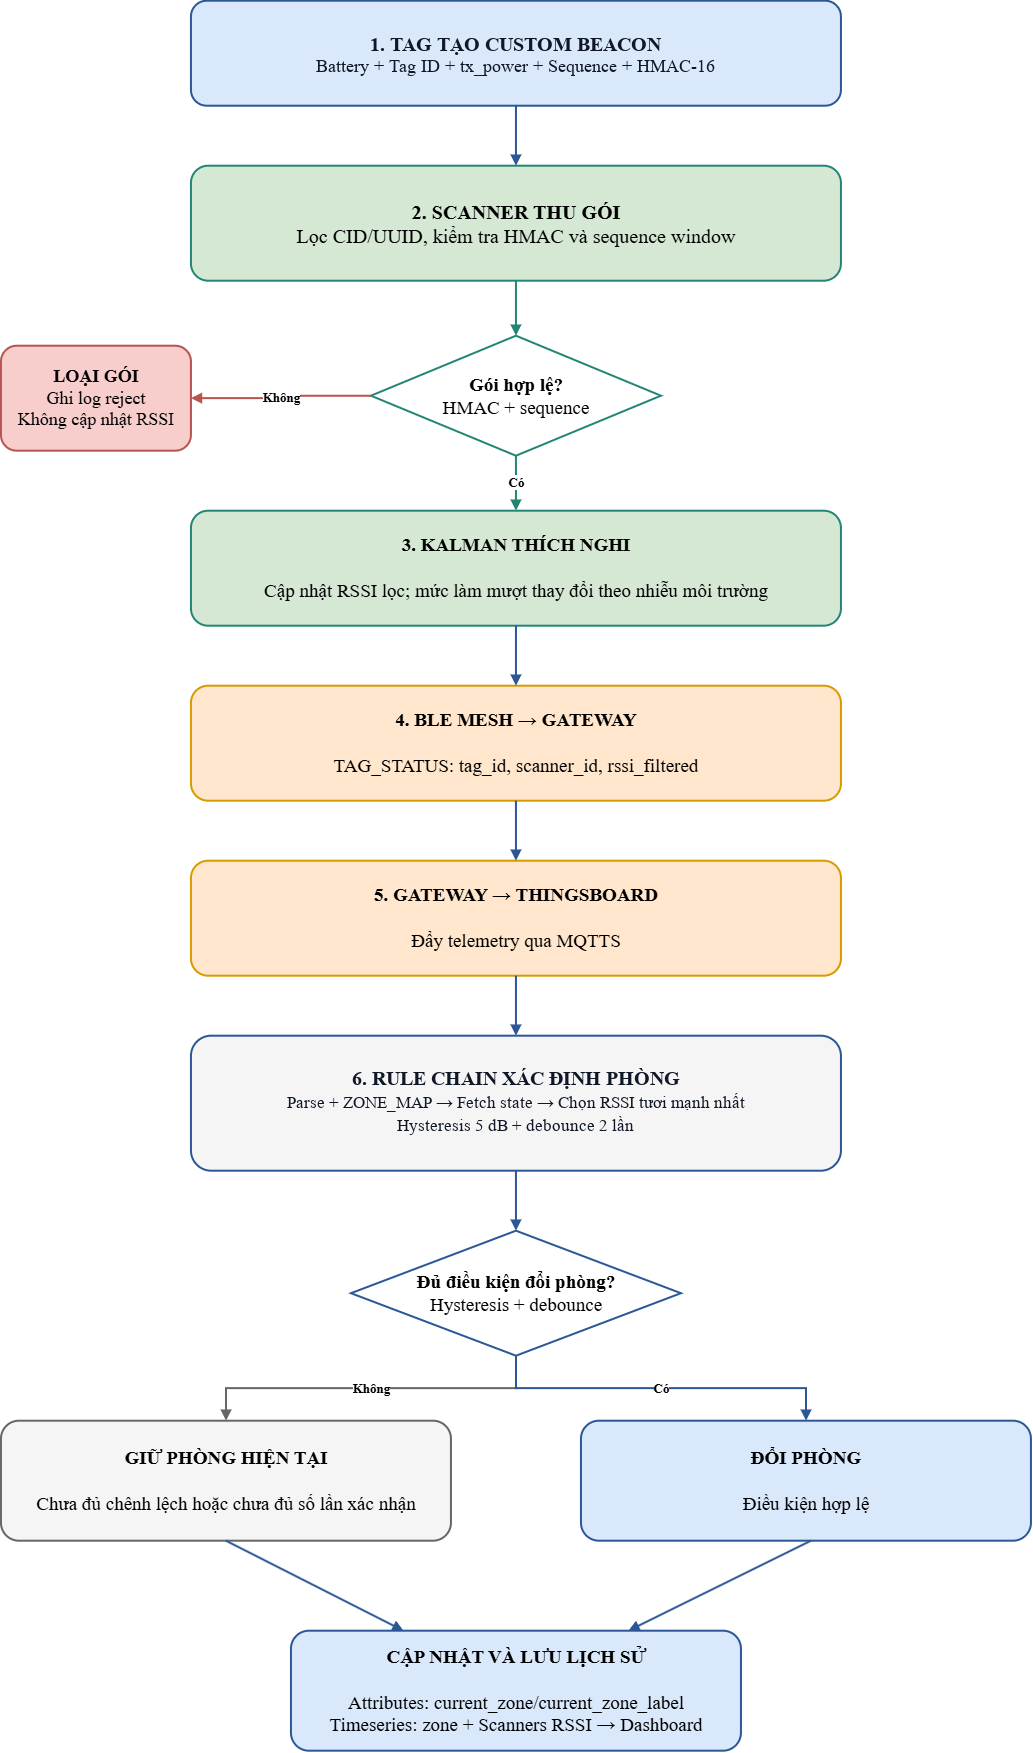 1. TAG TẠO CUSTOM BEACON
Battery + Tag ID + tx_power + Sequence + HMAC-16
2. SCANNER THU GÓI
Lọc CID/UUID, kiểm tra HMAC và sequence window
Gói hợp lệ?
HMAC + sequence
Không
LOẠI GÓI
Ghi log reject
Không cập nhật RSSI
Có
3. KALMAN THÍCH NGHI
Cập nhật RSSI lọc; mức làm mượt thay đổi theo nhiễu môi trường
4. BLE MESH → GATEWAY
TAG_STATUS: tag_id, scanner_id, rssi_filtered
5. GATEWAY → THINGSBOARD
Đẩy telemetry qua MQTTS
6. RULE CHAIN XÁC ĐỊNH PHÒNG
Parse + ZONE_MAP → Fetch state → Chọn RSSI tươi mạnh nhất
Hysteresis 5 dB + debounce 2 lần
Đủ điều kiện đổi phòng?
Hysteresis + debounce
Không
Có
GIỮ PHÒNG HIỆN TẠI
Chưa đủ chênh lệch hoặc chưa đủ số lần xác nhận
ĐỔI PHÒNG
Điều kiện hợp lệ
CẬP NHẬT VÀ LƯU LỊCH SỬ
Attributes: current_zone/current_zone_label
Timeseries: zone + Scanners RSSI → Dashboard